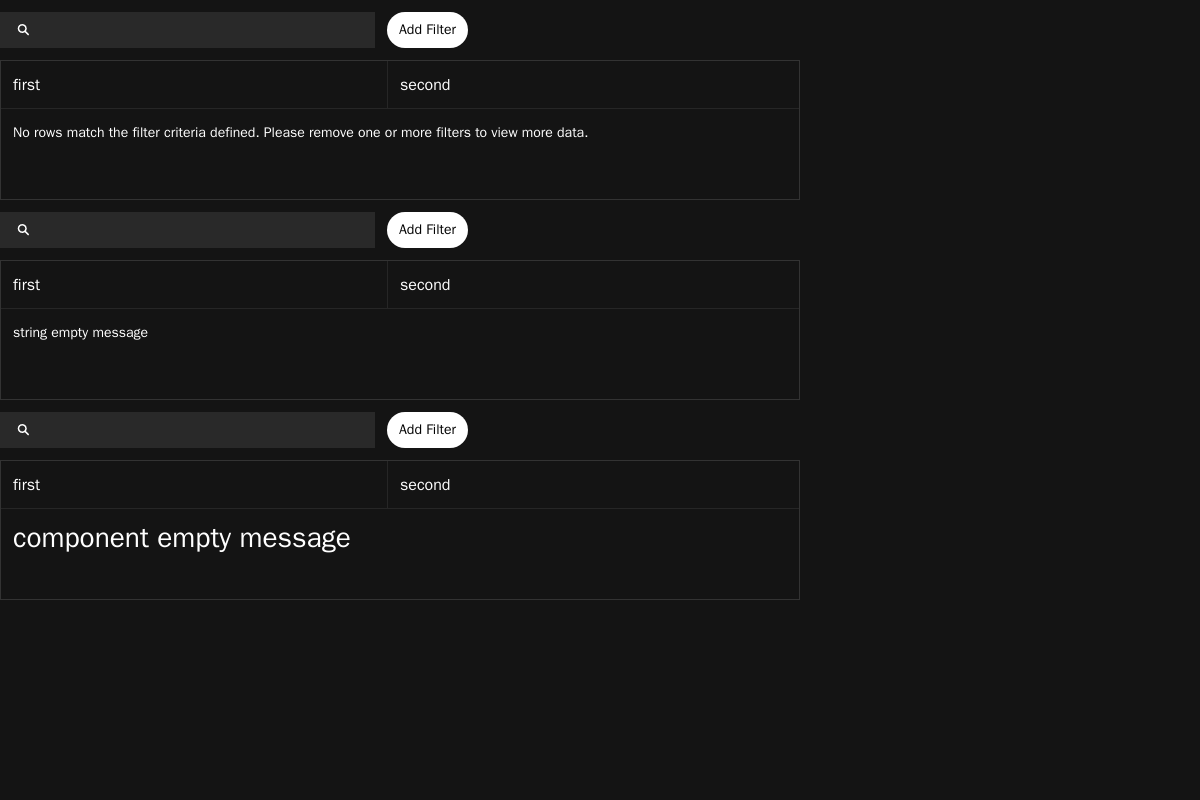 Add Filter
first second
No rows match the filter criteria defined. Please remove one or more filters to view more data.
Add Filter
first second
string empty message
Add Filter
first second
component empty message